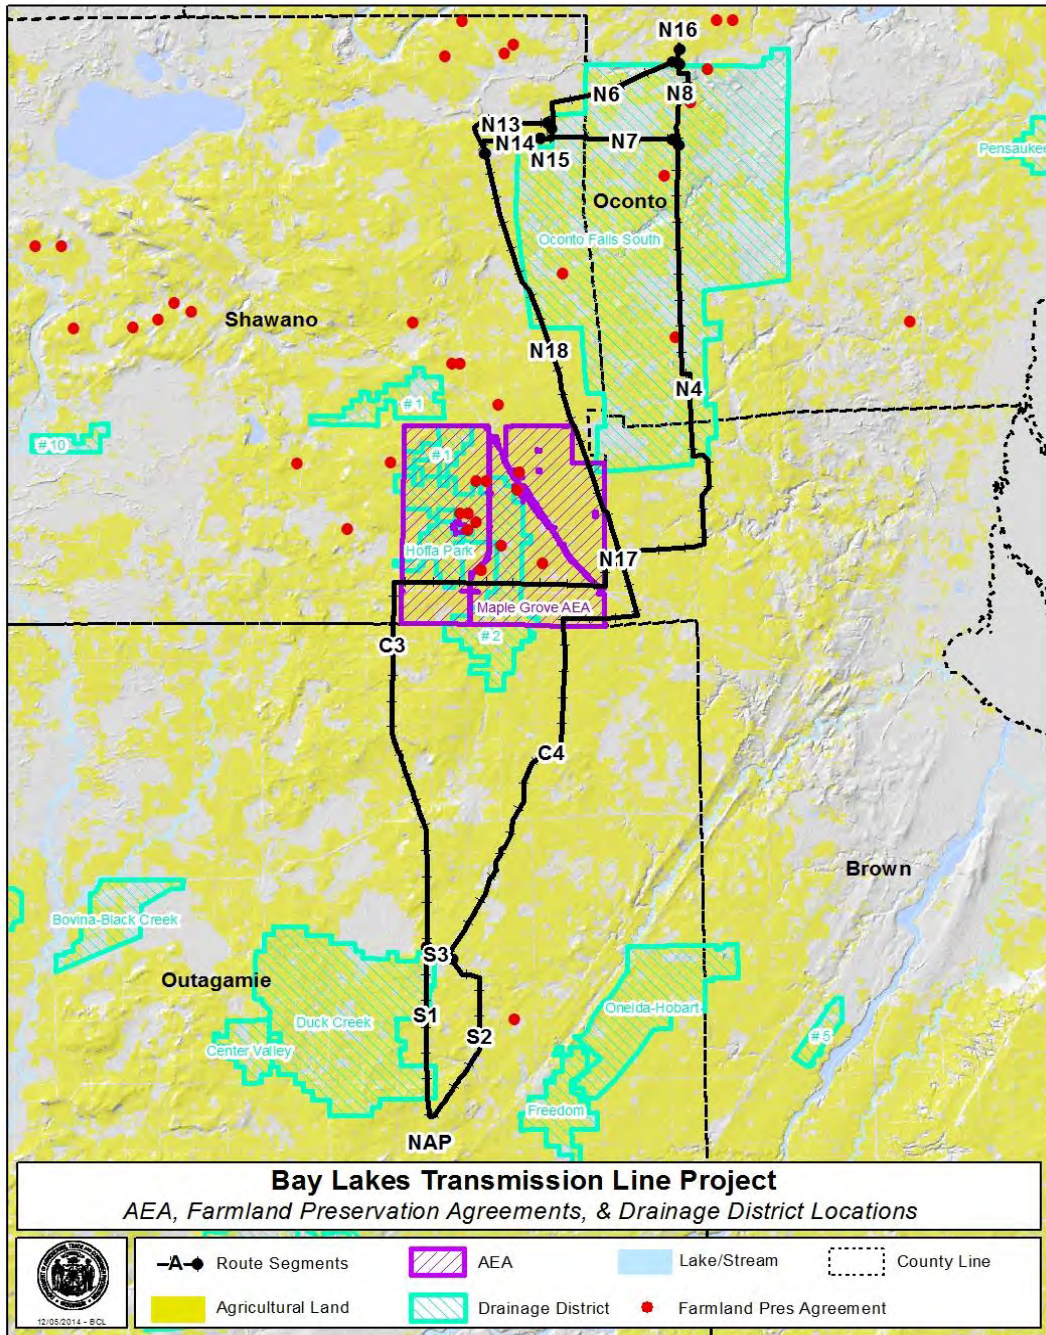 N16
N6
N8
N13
N14
N7
N15
Pensaukee
Oconto
Oconto Falls South
Shawano
N18
N4
# 1
# 10
# 1
Hoffa Park
N17
Maple Grove AEA
# 2
C3
C4
Brown
Bovina-Black Creek
S3
Outagamie
Oneida-Hobart
Duck Creek
S1
S2
# 5
Center Valley
Freedom
NAP
Bay Lakes Transmission Line Project
AEA, Farmland Preservation Agreements, & Drainage District Locations
A Route Segments
AEA
Lake/Stream
County Line
Agricultural Land
Drainage District
Farmland Pres Agreement
12/05/2014 - BCL